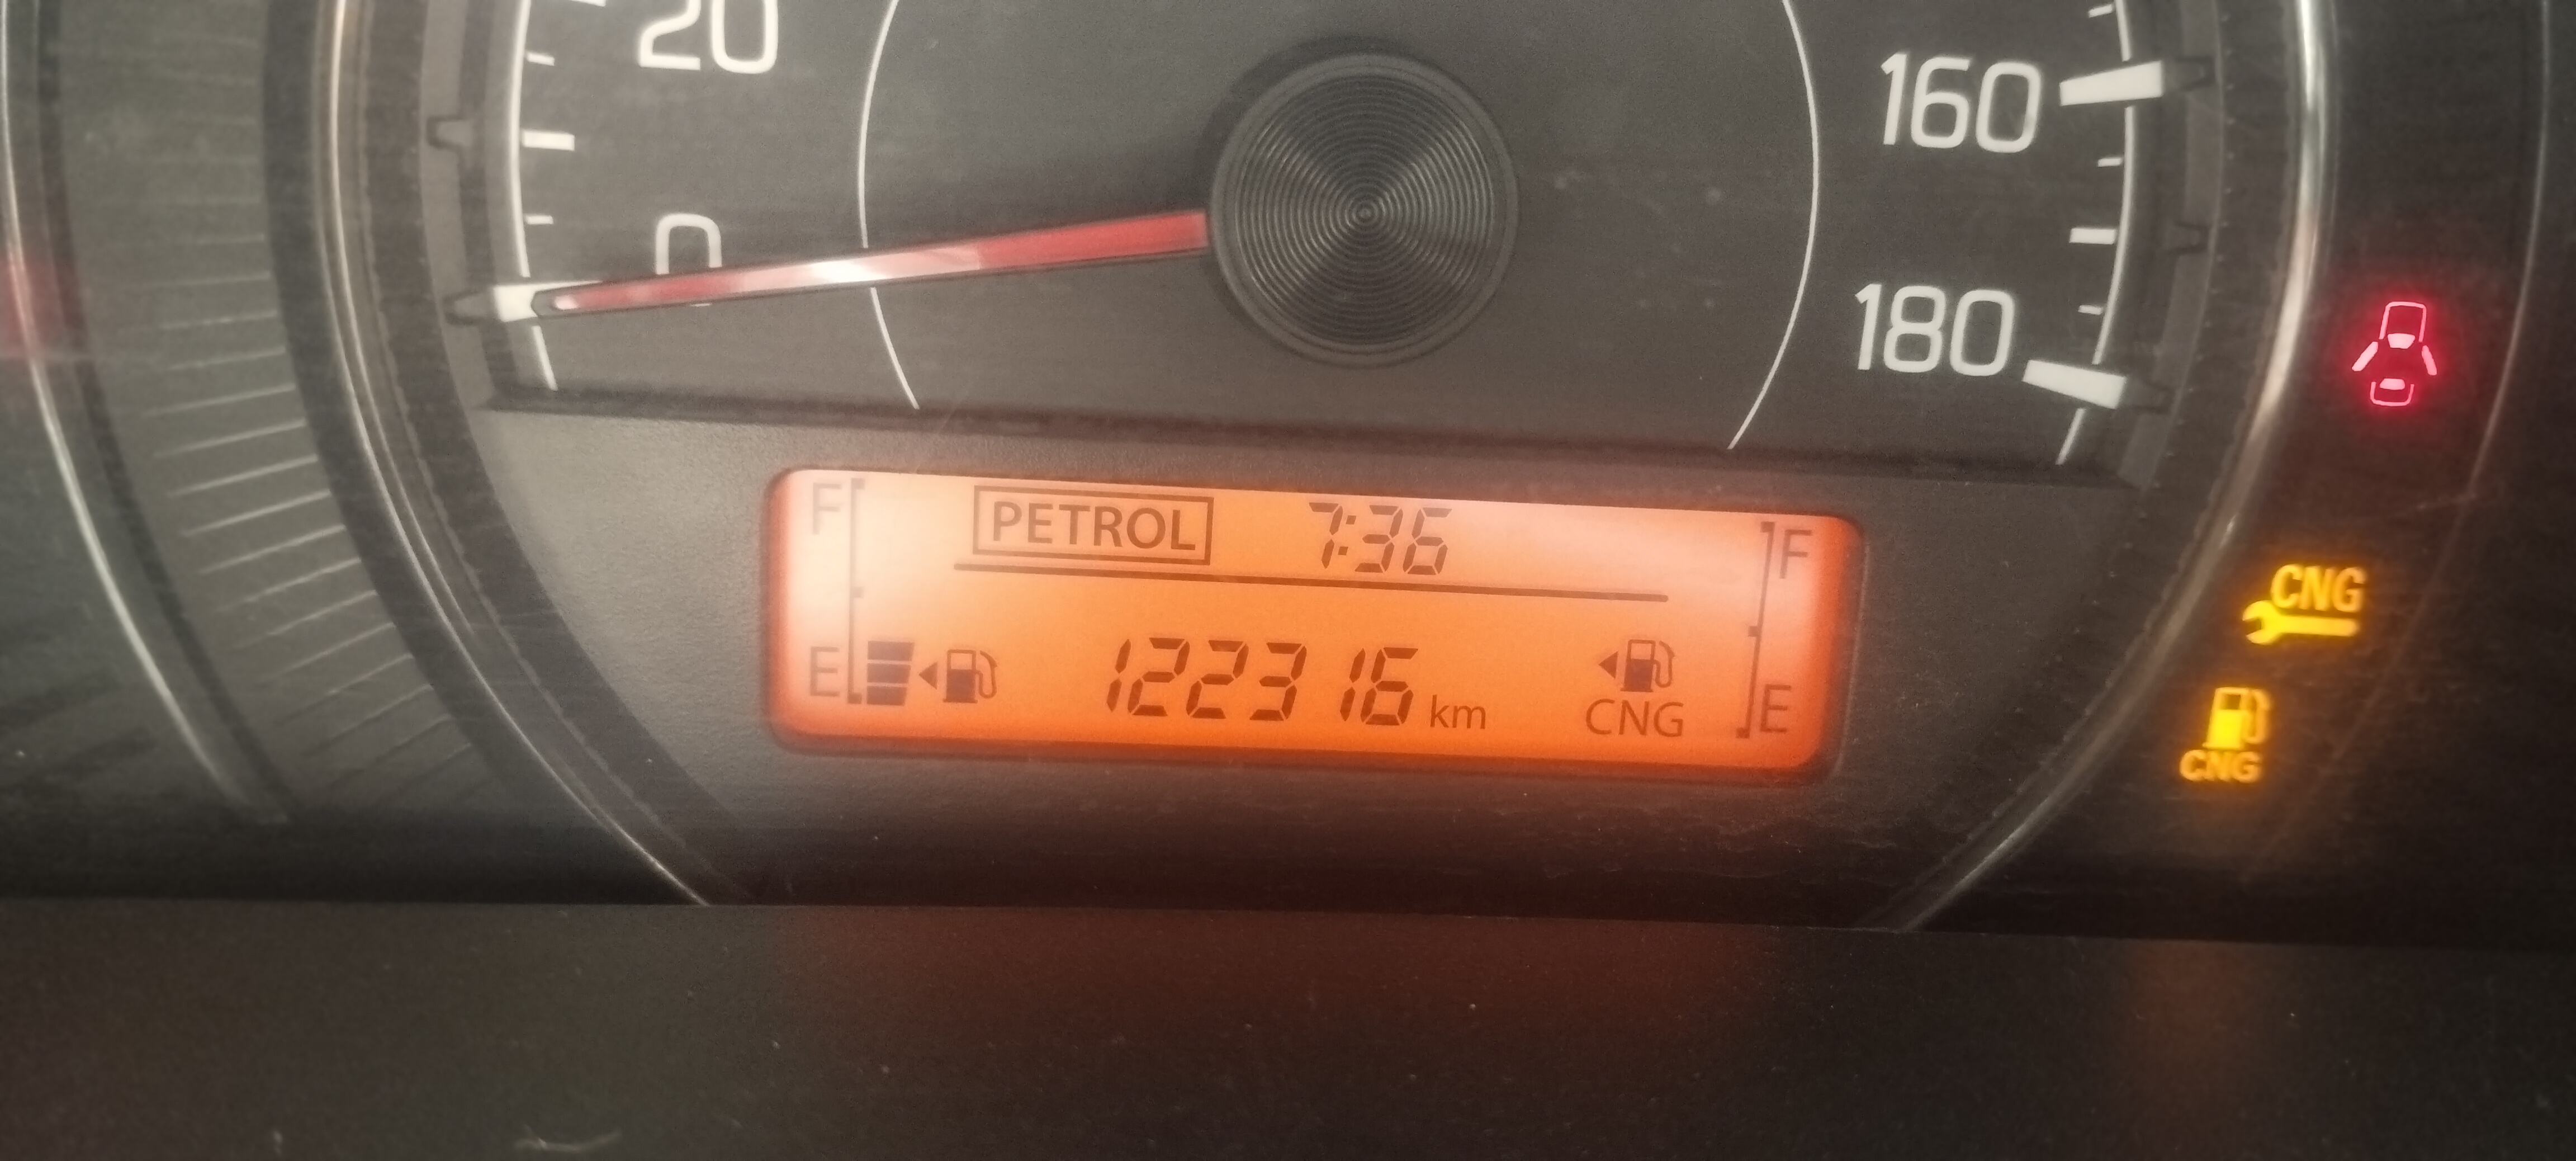 20
0
160
180
F PETROL 7:36 F
E 122316 km CNG E
CNG
CNG